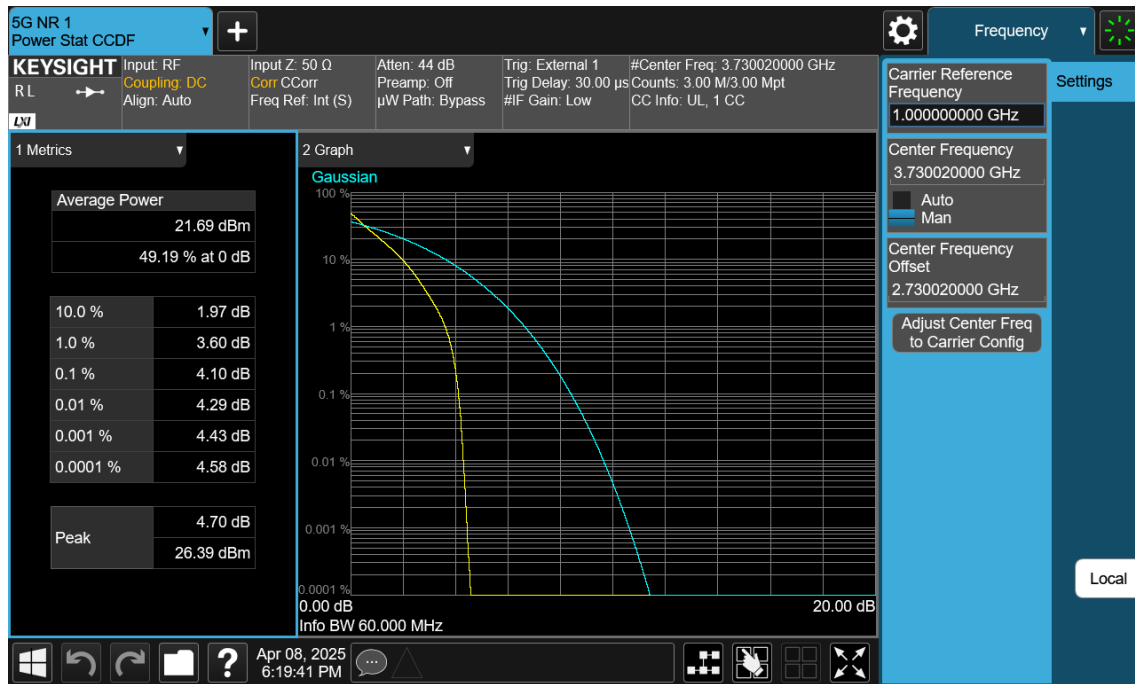 5G NR 1
Power Stat CCDF
Frequency
KEYSIGHT
RL
LXI
Input: RF
Coupling: DC
Align: Auto
Input Z: 50 Ω
Corr CCorr
Freq Ref: Int (S)
Atten: 44 dB
Preamp: Off
µW Path: Bypass
Trig: External 1
Trig Delay: 30.00 µs
#IF Gain: Low
#Center Freq: 3.730020000 GHz
Counts: 3.00 M/3.00 Mpt
CC Info: UL, 1 CC
1 Metrics
Average Power
21.69 dBm
49.19 % at 0 dB
10.0 % 1.97 dB
1.0 % 3.60 dB
0.1 % 4.10 dB
0.01 % 4.29 dB
0.001 % 4.43 dB
0.0001 % 4.58 dB
Peak
4.70 dB
26.39 dBm
2 Graph
Gaussian
100 %
10 %
1 %
0.1 %
0.01 %
0.001 %
0.0001 %
0.00 dB 20.00 dB
Info BW 60.000 MHz
Carrier Reference
Frequency
1.000000000 GHz
Center Frequency
3.730020000 GHz
Auto
Man
Center Frequency
Offset
2.730020000 GHz
Adjust Center Freq
to Carrier Config
Settings
Local
?
Apr 08, 2025
6:19:41 PM